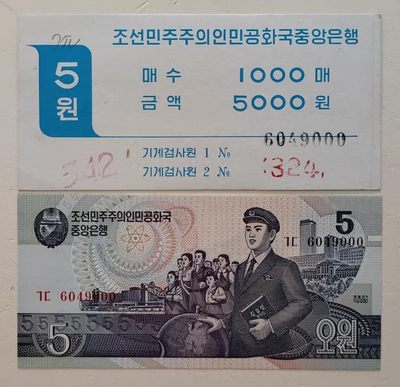 조선민주주의인민공화국중앙은행
5
원
매수 1000 매
금액 5000 원
6049000
기계검사원 1 №
542
기계검사원 2 №
324
조선민주주의인민공화국
중앙은행
5
ㄱㄷ 6049000
ㄱㄷ 6049000
5
오원